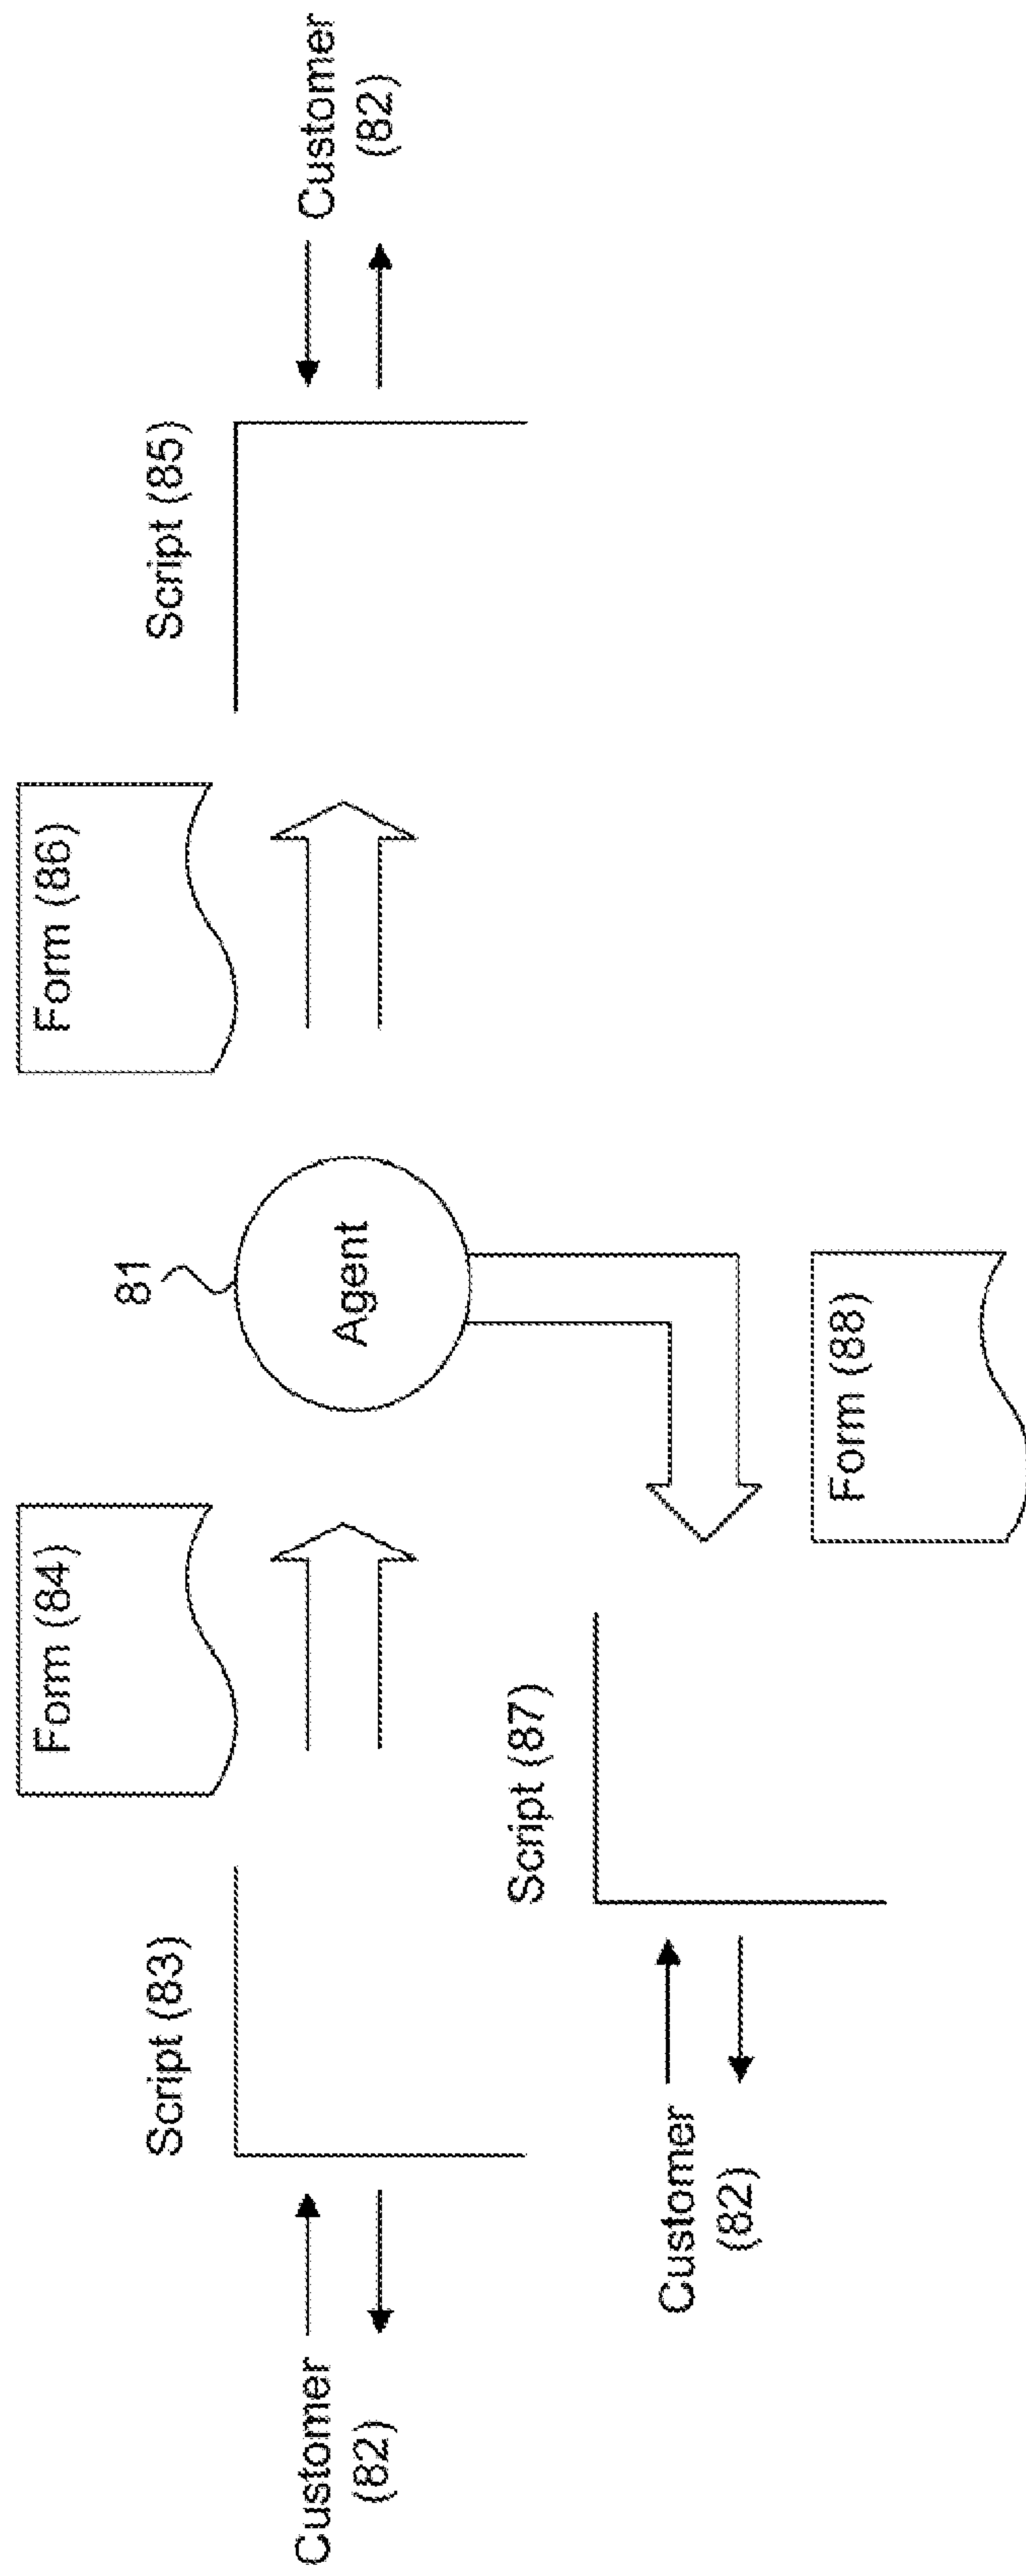 Form (84)
Form (86)
Script (83)
81
Script (85)
Customer
(82)
Agent
Customer
(82)
Script (87)
Customer
(82)
Form (88)